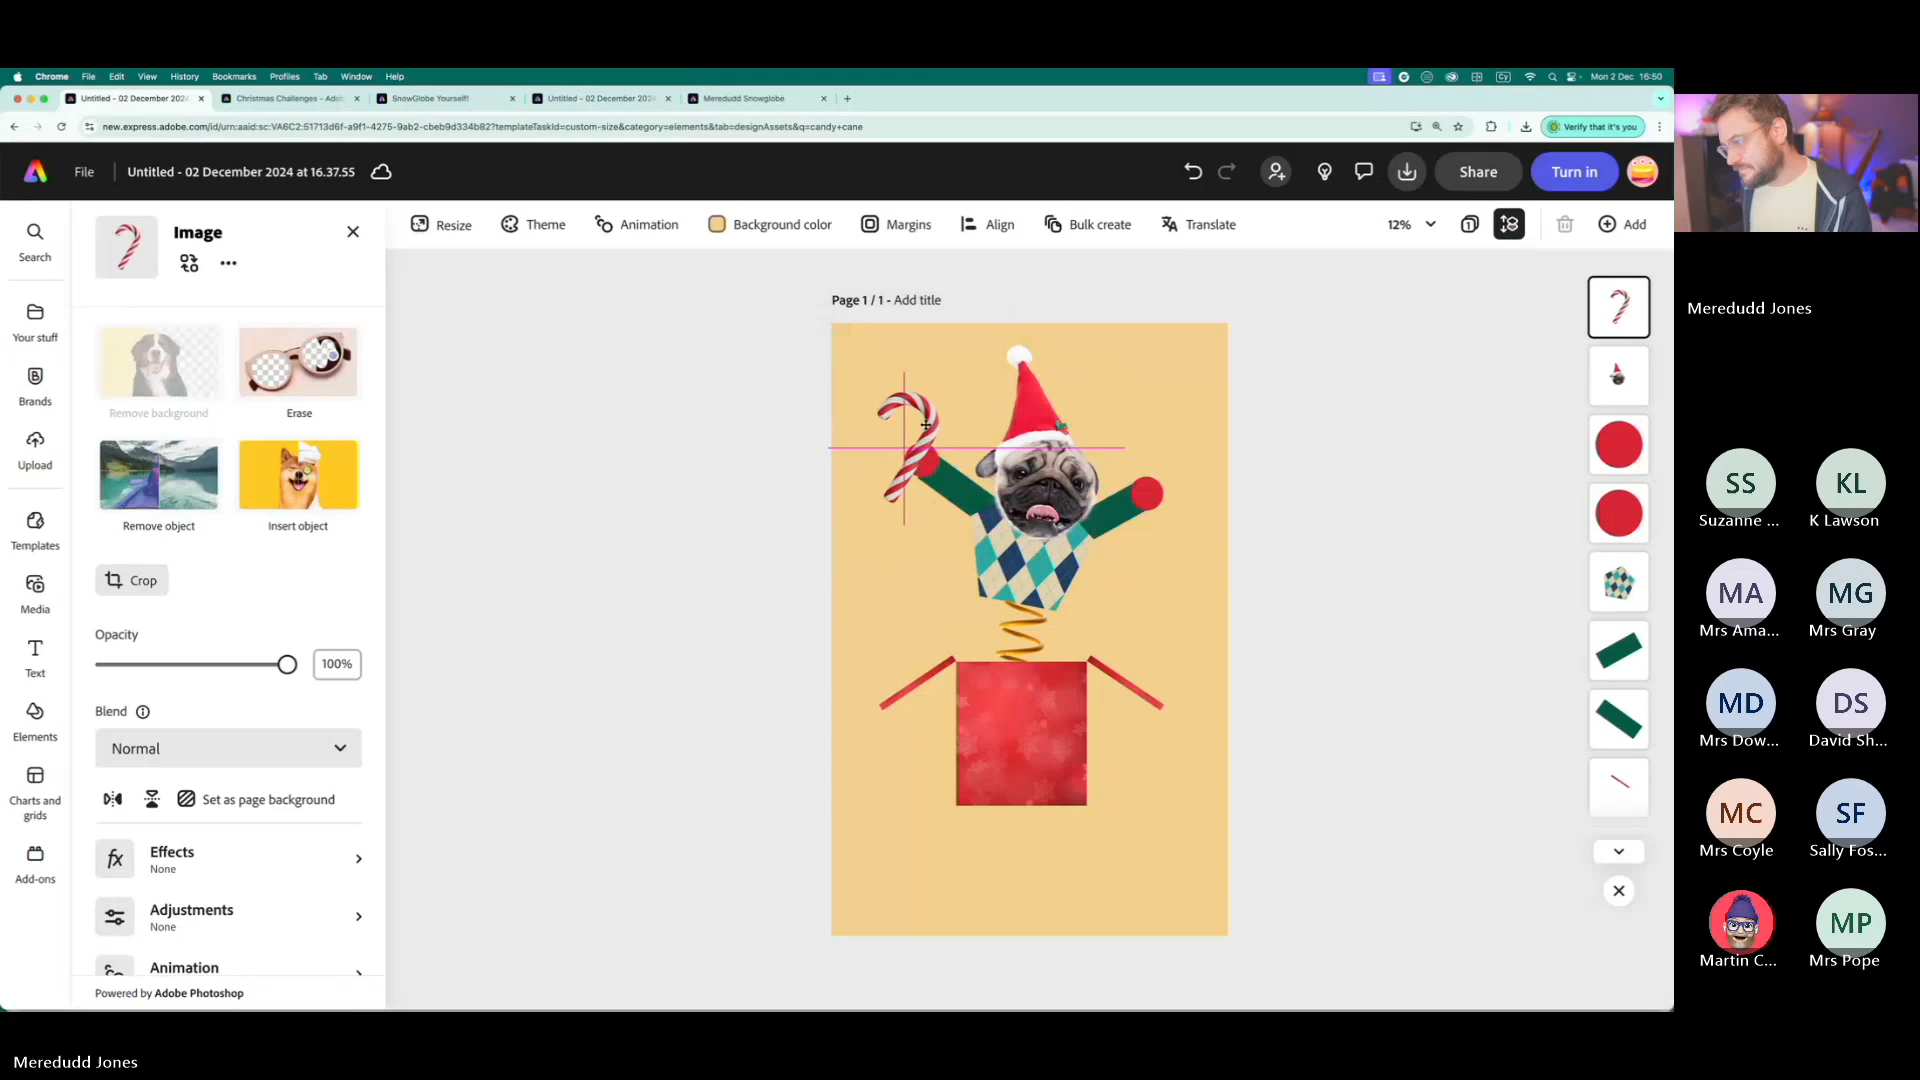 Chrome File Edit View History Bookmarks Profiles Tab Window Help
Cy
Mon 2 Dec 16:50
Untitled - 02 December 2024
Christmas Challenges - Ado
SnowGlobe Yourself!
Untitled - 02 December 202
Meredudd Snowglobe
new.express.adobe.com/id/urn:aaid:sc:VA6C2:51713d6f-a9f1-4275-9ab2-cbeb9d334b82?templateTaskId=custom-size&category=elements&tab=designAssets&q=candy+cane
Verify that it's you
File
Untitled - 02 December 2024 at 16.37.55
Share
Turn in
Search
Your stuff
Brands
Upload
Templates
Media
Text
Elements
Charts and
grids
Add-ons
Image
Remove background
Erase
Remove object
Insert object
Crop
Opacity
100%
Blend
Normal
Set as page background
Effects
None
Adjustments
None
Animation
Powered by Adobe Photoshop
Resize
Theme
Animation
Background color
Margins
Align
Bulk create
Translate
12%
1
Add
Page 1 / 1 - Add title
Meredudd Jones
SS
Suzanne ...
KL
K Lawson
MA
Mrs Ama...
MG
Mrs Gray
MD
Mrs Dow...
DS
David Sh...
MC
Mrs Coyle
SF
Sally Fos...
Martin C...
MP
Mrs Pope
Meredudd Jones